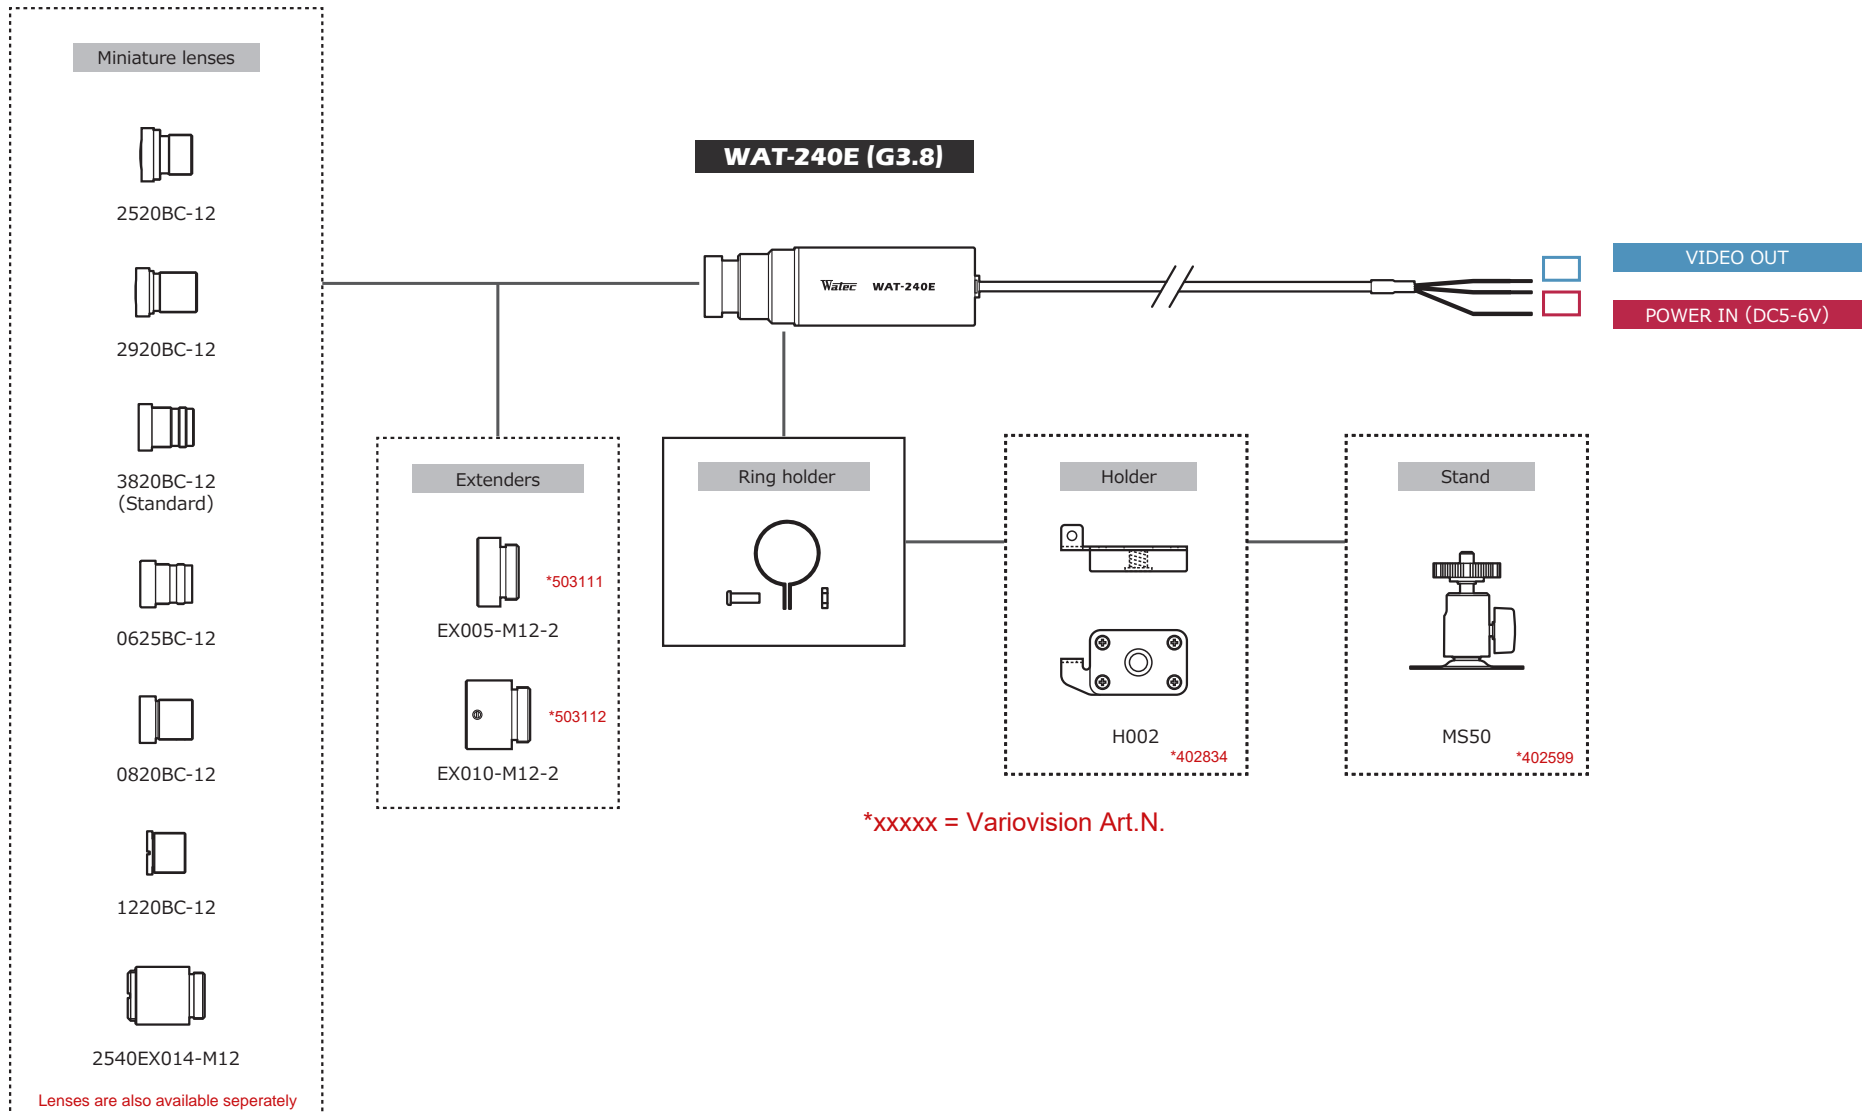 Miniature lenses
2520BC-12
2920BC-12
3820BC-12
(Standard)
0625BC-12
0820BC-12
1220BC-12
2540EX014-M12
Lenses are also available seperately
WAT-240E (G3.8)
Watec WAT-240E
VIDEO OUT
POWER IN (DC5-6V)
Extenders
*503111
EX005-M12-2
*503112
EX010-M12-2
Ring holder
Holder
H002
*402834
Stand
MS50
*402599
*xxxxx = Variovision Art.N.